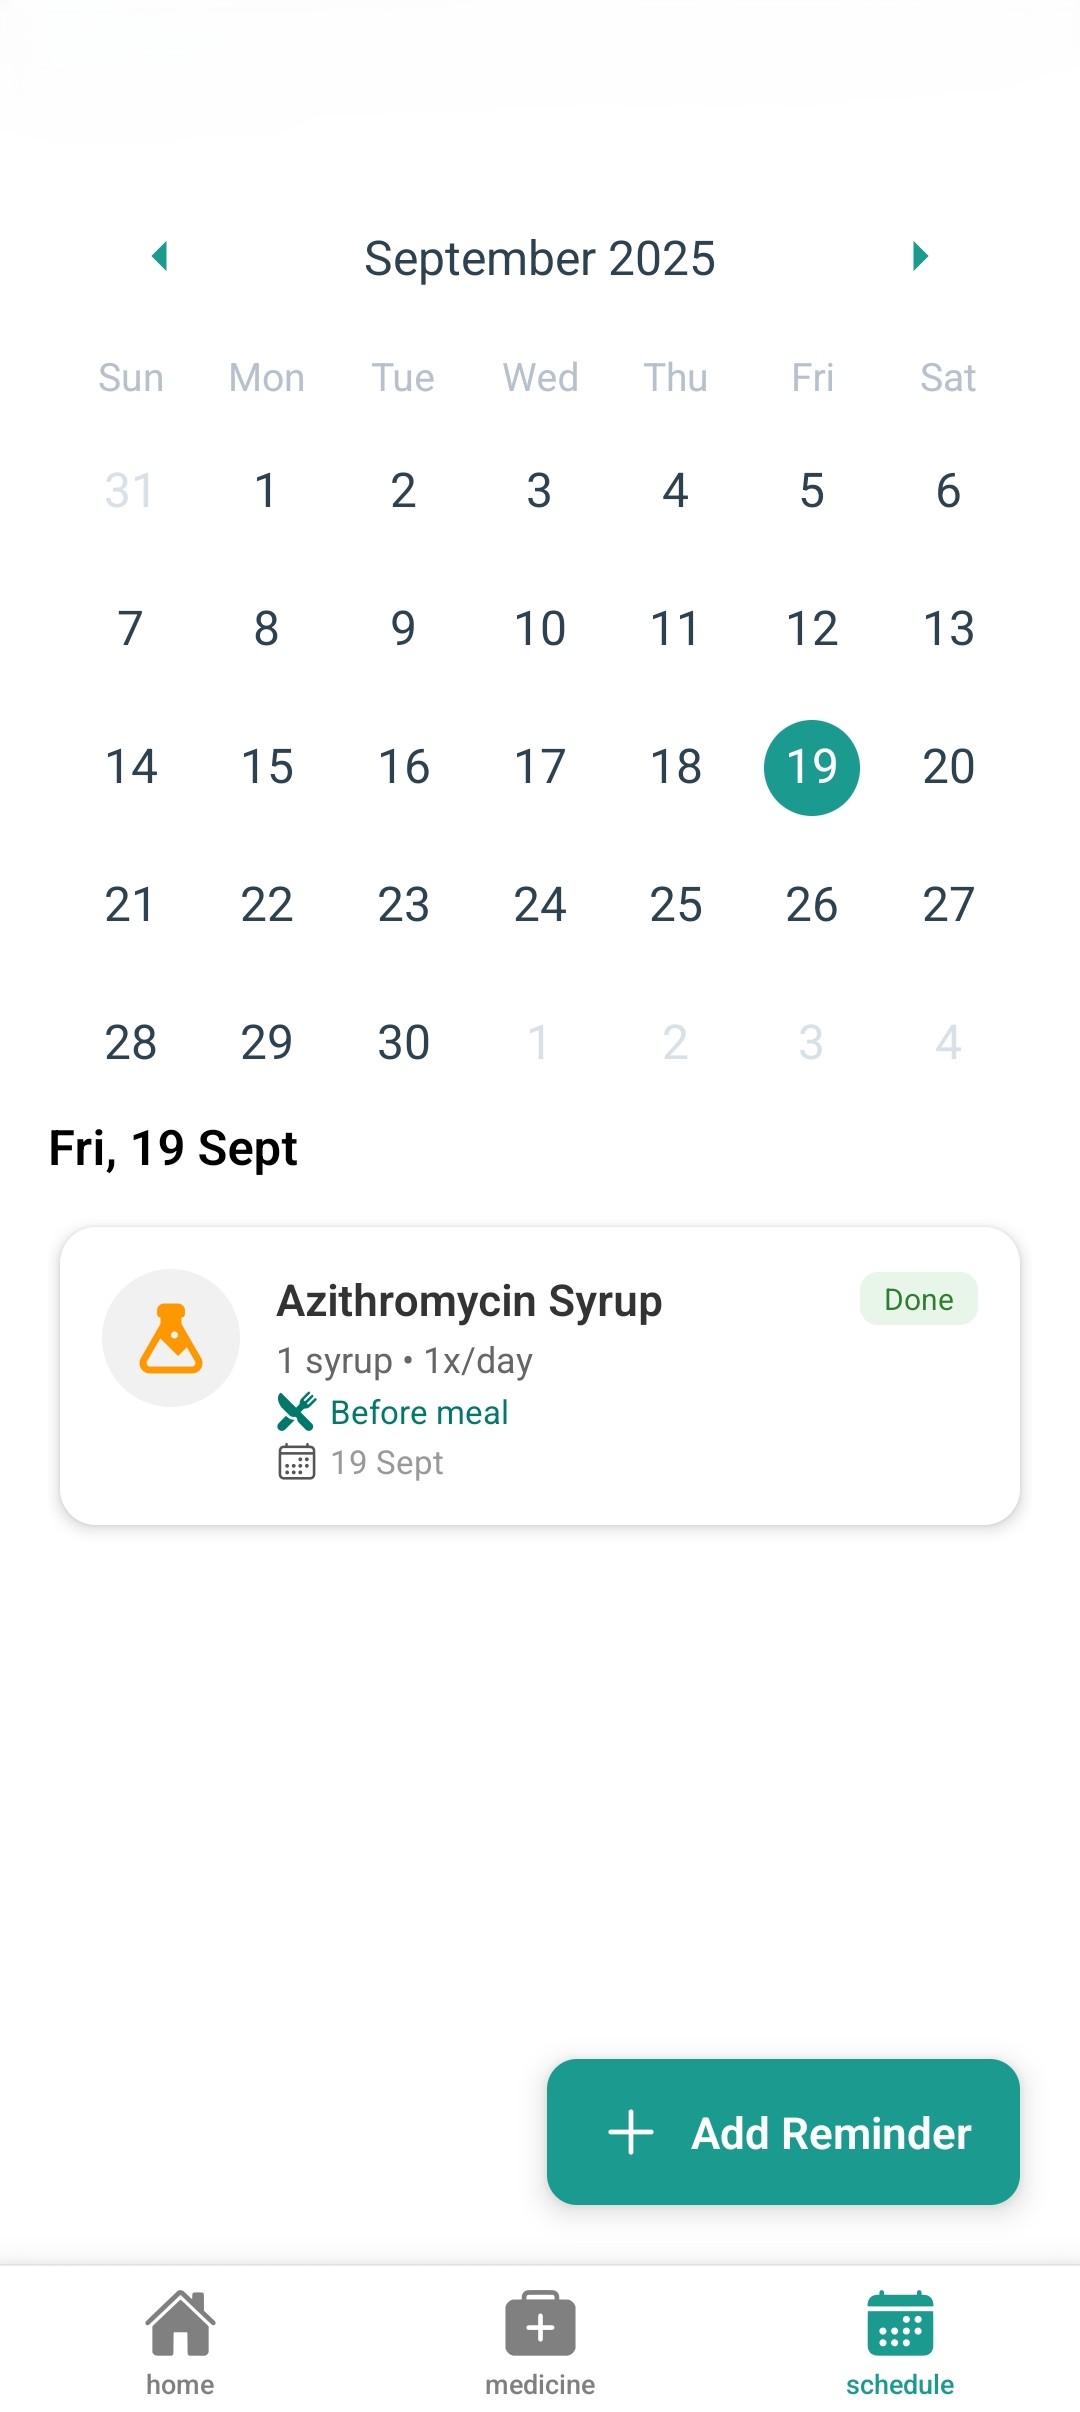 September 2025
Sun Mon Tue Wed Thu Fri Sat
31 1 2 3 4 5 6
7 8 9 10 11 12 13
14 15 16 17 18 19 20
21 22 23 24 25 26 27
28 29 30 1 2 3 4
Fri, 19 Sept
Azithromycin Syrup Done
1 syrup • 1x/day
Before meal
19 Sept
Add Reminder
home medicine schedule